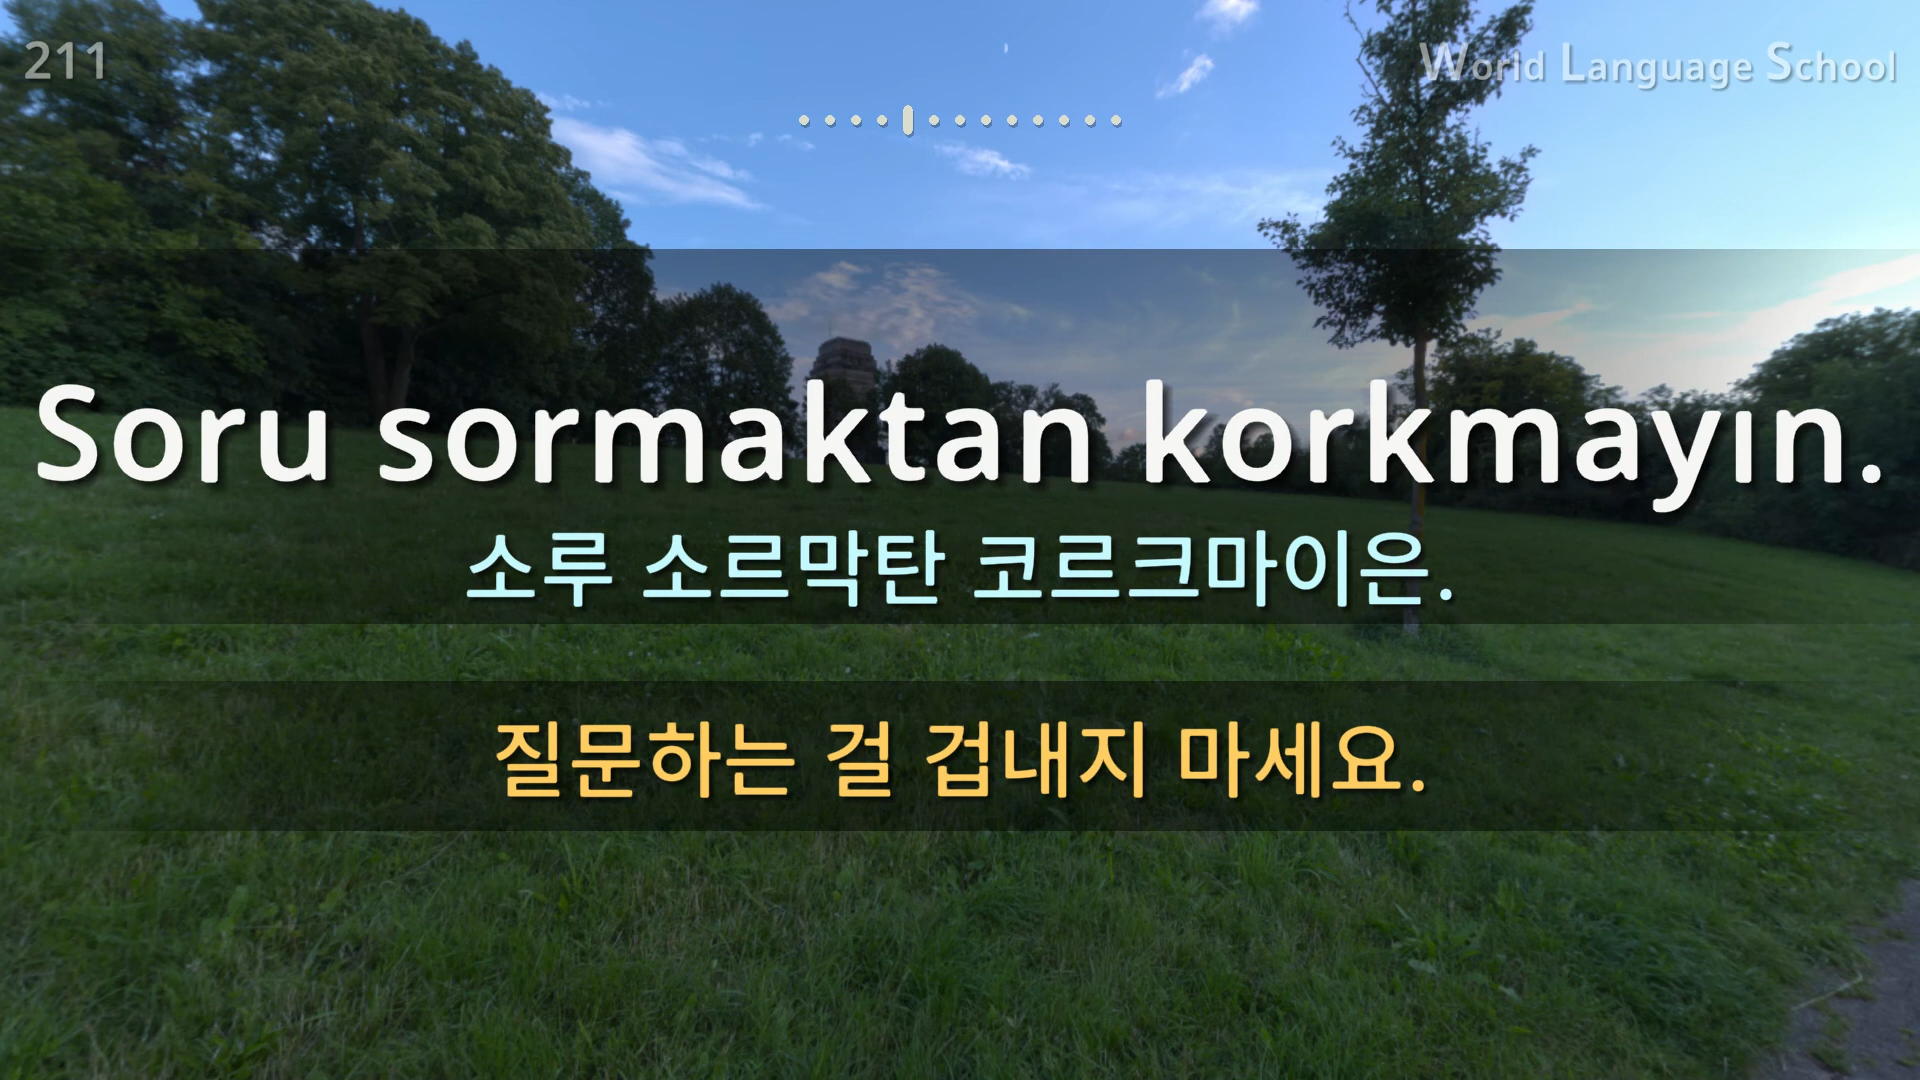 211
World Language School
Soru sormaktan korkmayın.
소루 소르막탄 코르크마이은.
질문하는 걸 겁내지 마세요.